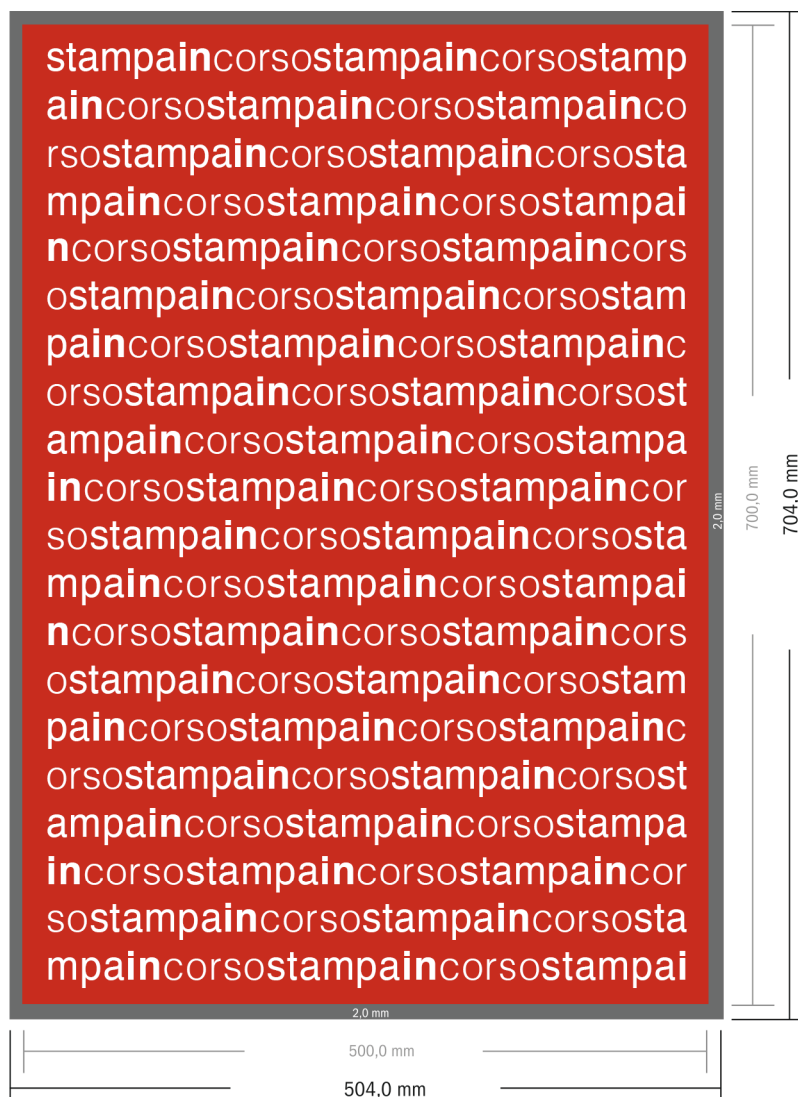 stampaincorsostampaincorsostamp
aincorsostampaincorsostampainco
rsostampaincorsostampaincorsosta
mpaincorsostampaincorsostampai
ncorsostampaincorsostampaincors
ostampaincorsostampaincorsostam
paincorsostampaincorsostampainc
orsostampaincorsostampaincorsost
ampaincorsostampaincorsostampa
incorsostampaincorsostampaincor
sostampaincorsostampaincorsosta
mpaincorsostampaincorsostampai
ncorsostampaincorsostampaincors
ostampaincorsostampaincorsostam
paincorsostampaincorsostampainc
orsostampaincorsostampaincorsost
ampaincorsostampaincorsostampa
incorsostampaincorsostampaincor
sostampaincorsostampaincorsosta
mpaincorsostampaincorsostampai
2,0 mm
700,0 mm
704,0 mm
2,0 mm
500,0 mm
504,0 mm